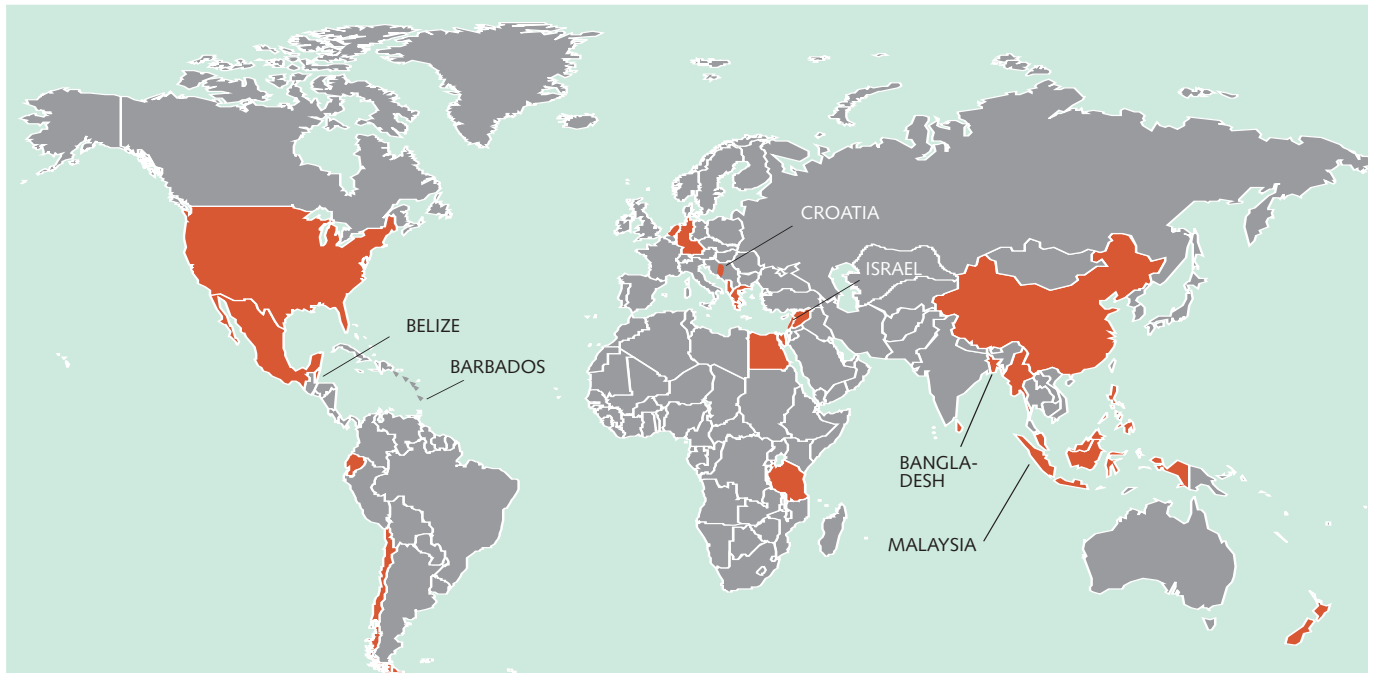 CROATIA
ISRAEL
BELIZE
BARBADOS
BANGLA-
DESH
MALAYSIA